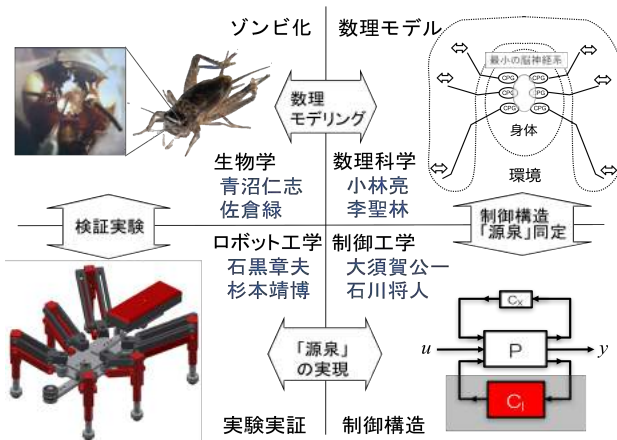 ゾンビ化
数理モデル
最小の脳神経系
CPG
CPG
CPG
CPG
CPG
CPG
身体
環境
数理
モデリング
生物学
青沼仁志
佐倉緑
数理科学
小林亮
李聖林
検証実験
制御構造
「源泉」同定
ロボット工学
石黒章夫
杉本靖博
制御工学
大須賀公一
石川将人
「源泉」
の実現
Cx
u
P
y
CI
実験実証
制御構造